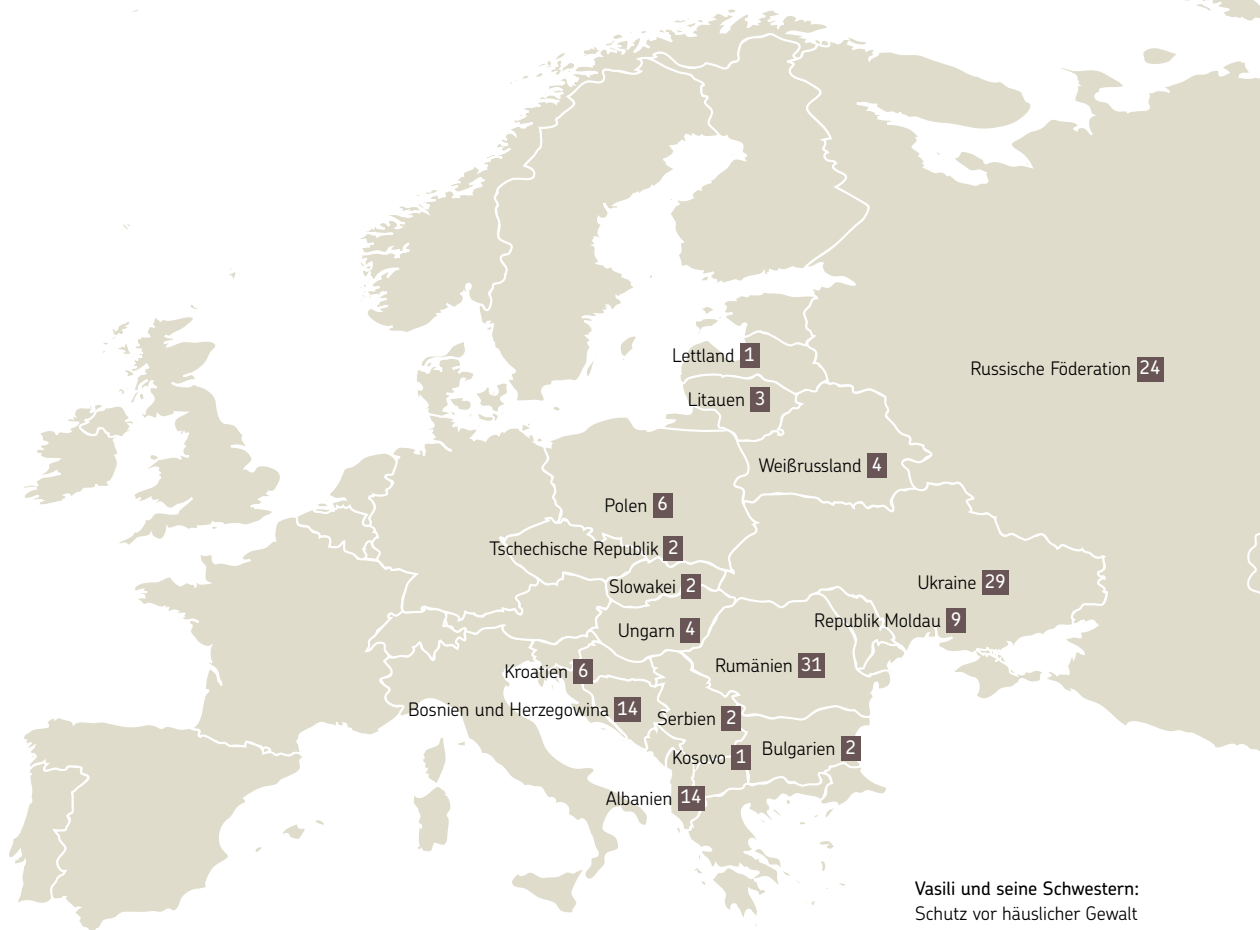 Lettland 1
Russische Föderation 24
Litauen 3
Weißrussland 4
Polen 6
Tschechische Republik 2
Slowakei 2
Ukraine 29
Republik Moldau 9
Ungarn 4
Rumänien 31
Kroatien 6
Bosnien und Herzegowina 14
Serbien 2
Bulgarien 2
Kosovo 1
Albanien 14
Vasili und seine Schwestern:
Schutz vor häuslicher Gewalt